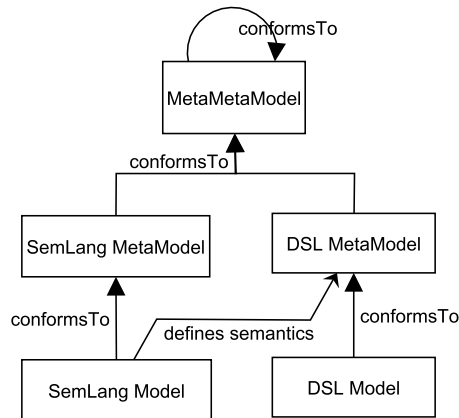 conformsTo
MetaMetaModel
conformsTo
SemLang MetaModel
DSL MetaModel
conformsTo
conformsTo
defines semantics
SemLang Model
DSL Model